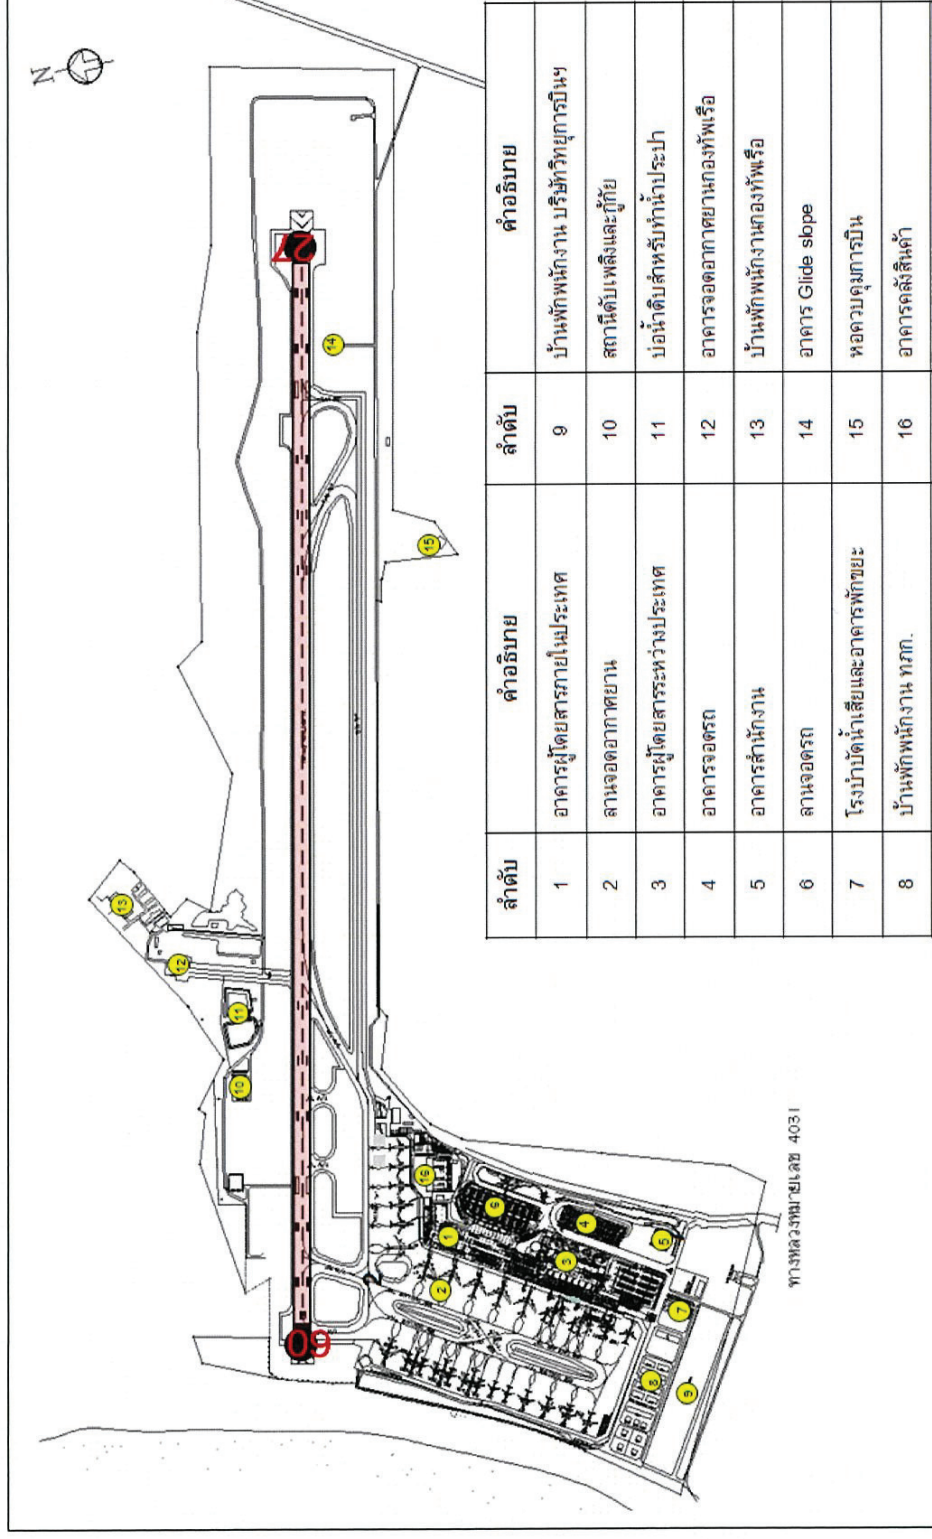 N
27
09
14
15
13
12
11
10
2
1
6
4
3
5
7
8
9
ทางหลวงหมายเลข 4031
ลำดับ คำอธิบาย ลำดับ คำอธิบาย
1 อาคารผู้โดยสารภายในประเทศ 9 บ้านพักพนักงาน บริษัทวิทยุการบินฯ
2 ลานจอดอากาศยาน 10 สถานีดับเพลิงและกู้ภัย
3 อาคารผู้โดยสารระหว่างประเทศ 11 บ่อน้ำดิบสำหรับทำน้ำประปา
4 อาคารจอดรถ 12 อาคารจอดอากาศยานกองทัพเรือ
5 อาคารสำนักงาน 13 บ้านพักพนักงานกองทัพเรือ
6 ลานจอดรถ 14 อาคาร Glide slope
7 โรงบำบัดน้ำเสียและอาคารพักขยะ 15 หอควบคุมการบิน
8 บ้านพักพนักงาน ทภก. 16 อาคารคลังสินค้า